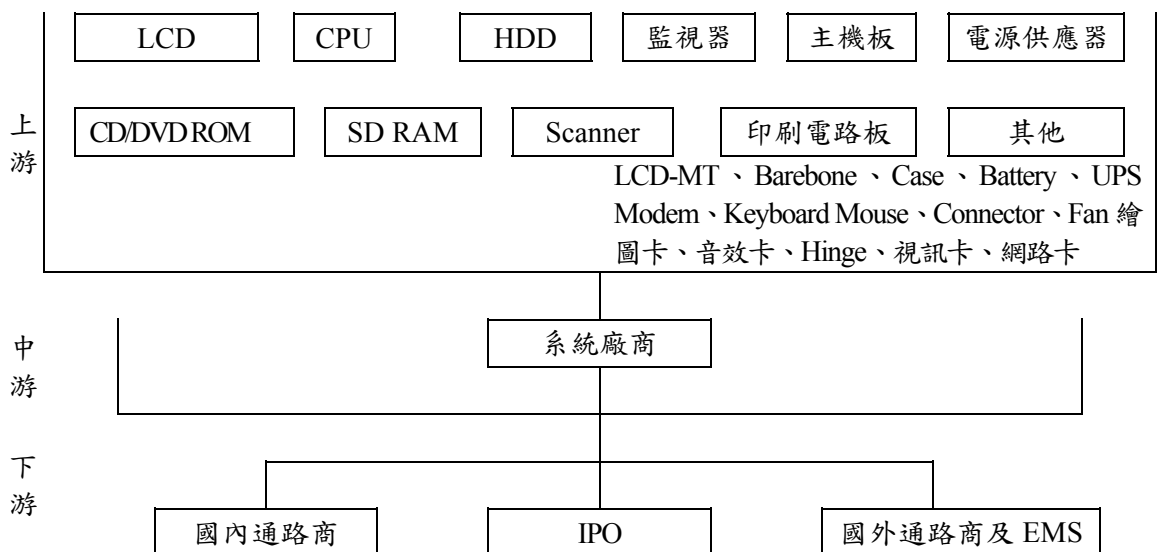 LCD CPU HDD 監視器 主機板 電源供應器
上游
CD/DVD ROM SD RAM Scanner 印刷電路板 其他
LCD-MT、Barebone、Case、Battery、UPS
Modem、Keyboard Mouse、Connector、Fan 繪
圖卡、音效卡、Hinge、視訊卡、網路卡
中游
系統廠商
下游
國內通路商 IPO 國外通路商及 EMS